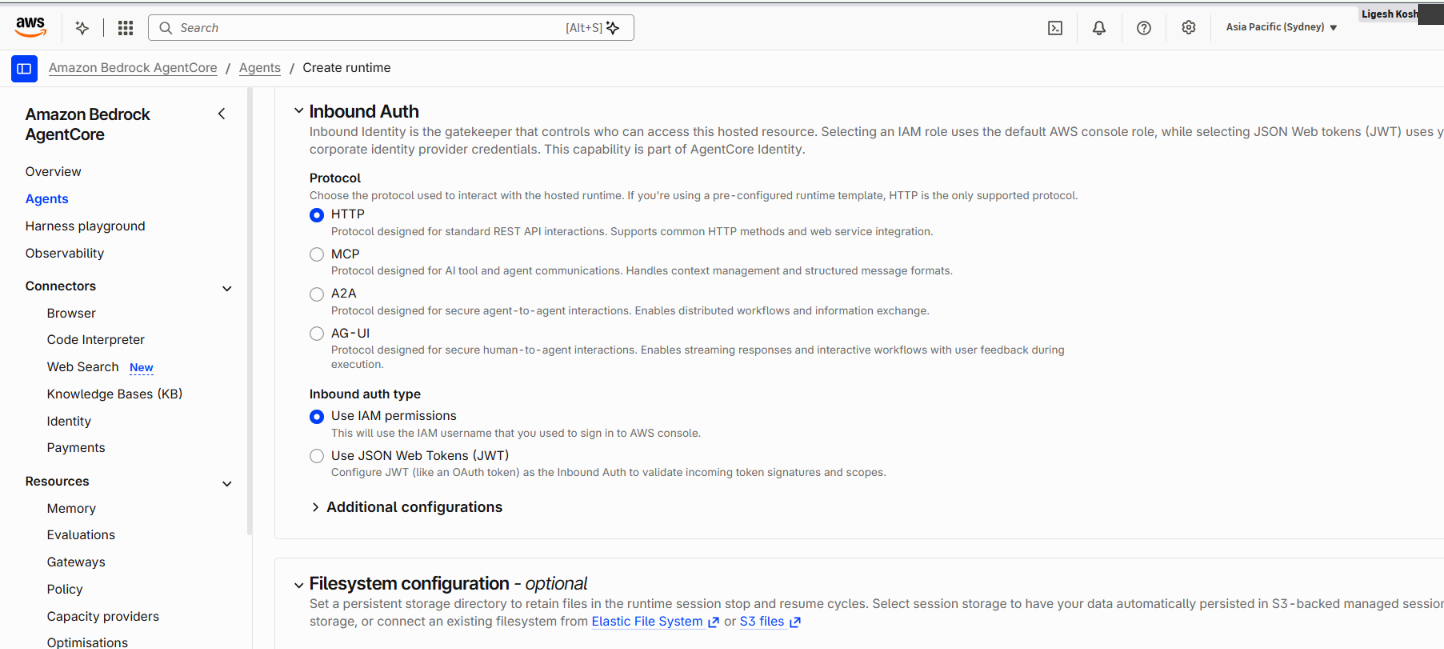 aws
Search
[Alt+S]
Asia Pacific (Sydney)
Ligesh Kosh
Amazon Bedrock AgentCore / Agents / Create runtime
Amazon Bedrock
AgentCore
Overview
Agents
Harness playground
Observability
Connectors
Browser
Code Interpreter
Web Search New
Knowledge Bases (KB)
Identity
Payments
Resources
Memory
Evaluations
Gateways
Policy
Capacity providers
Optimisations
Inbound Auth
Inbound Identity is the gatekeeper that controls who can access this hosted resource. Selecting an IAM role uses the default AWS console role, while selecting JSON Web tokens (JWT) uses y
corporate identity provider credentials. This capability is part of AgentCore Identity.
Protocol
Choose the protocol used to interact with the hosted runtime. If you're using a pre-configured runtime template, HTTP is the only supported protocol.
HTTP
Protocol designed for standard REST API interactions. Supports common HTTP methods and web service integration.
MCP
Protocol designed for AI tool and agent communications. Handles context management and structured message formats.
A2A
Protocol designed for secure agent-to-agent interactions. Enables distributed workflows and information exchange.
AG-UI
Protocol designed for secure human-to-agent interactions. Enables streaming responses and interactive workflows with user feedback during
execution.
Inbound auth type
Use IAM permissions
This will use the IAM username that you used to sign in to AWS console.
Use JSON Web Tokens (JWT)
Configure JWT (like an OAuth token) as the Inbound Auth to validate incoming token signatures and scopes.
Additional configurations
Filesystem configuration - optional
Set a persistent storage directory to retain files in the runtime session stop and resume cycles. Select session storage to have your data automatically persisted in S3-backed managed session
storage, or connect an existing filesystem from Elastic File System or S3 files